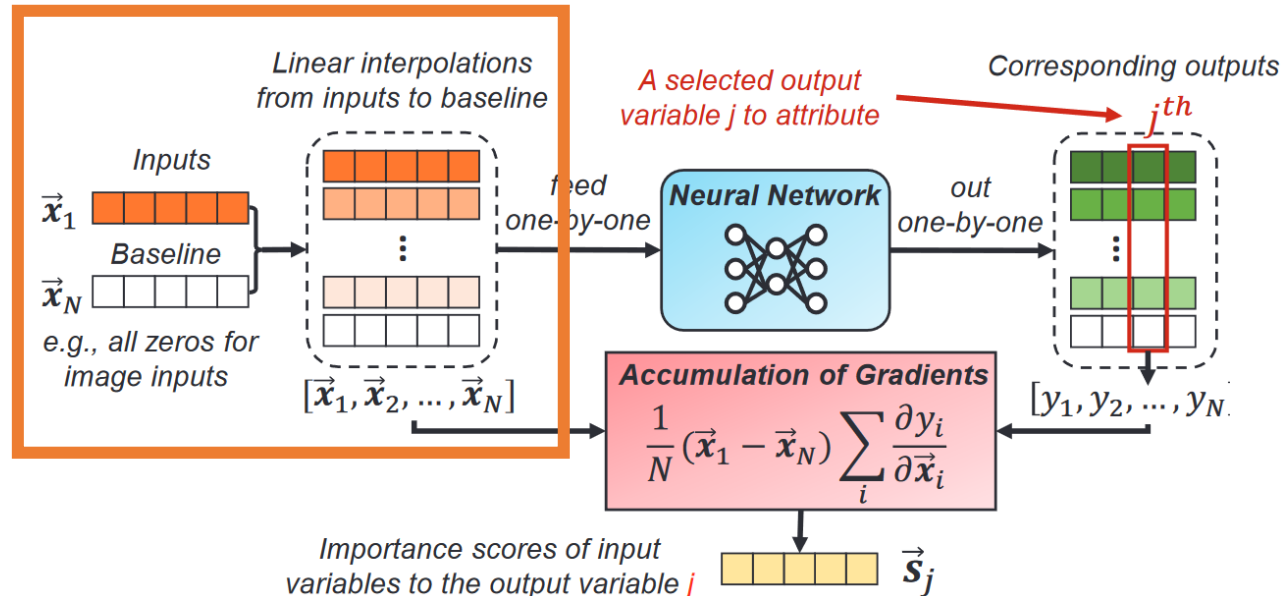 Linear interpolations
from inputs to baseline
Inputs
x⃗₁
Baseline
x⃗_N
e.g., all zeros for
image inputs
⋮
[x⃗₁, x⃗₂, ..., x⃗_N]
feed
one-by-one
A selected output
variable j to attribute
Neural Network
out
one-by-one
Corresponding outputs
jᵗʰ
⋮
[y₁, y₂, ..., y_N]
Accumulation of Gradients
1/N (x⃗₁ − x⃗_N) ∑_i ∂y_i/∂x⃗_i
Importance scores of input
variables to the output variable j
s⃗_j